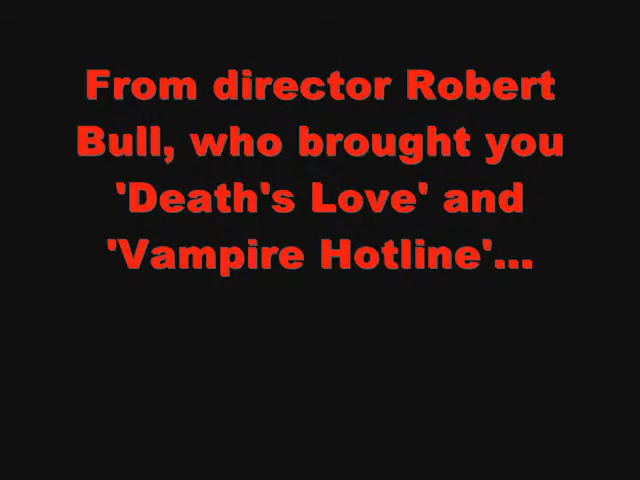 From director Robert
Bull, who brought you
'Death's Love' and
'Vampire Hotline'...